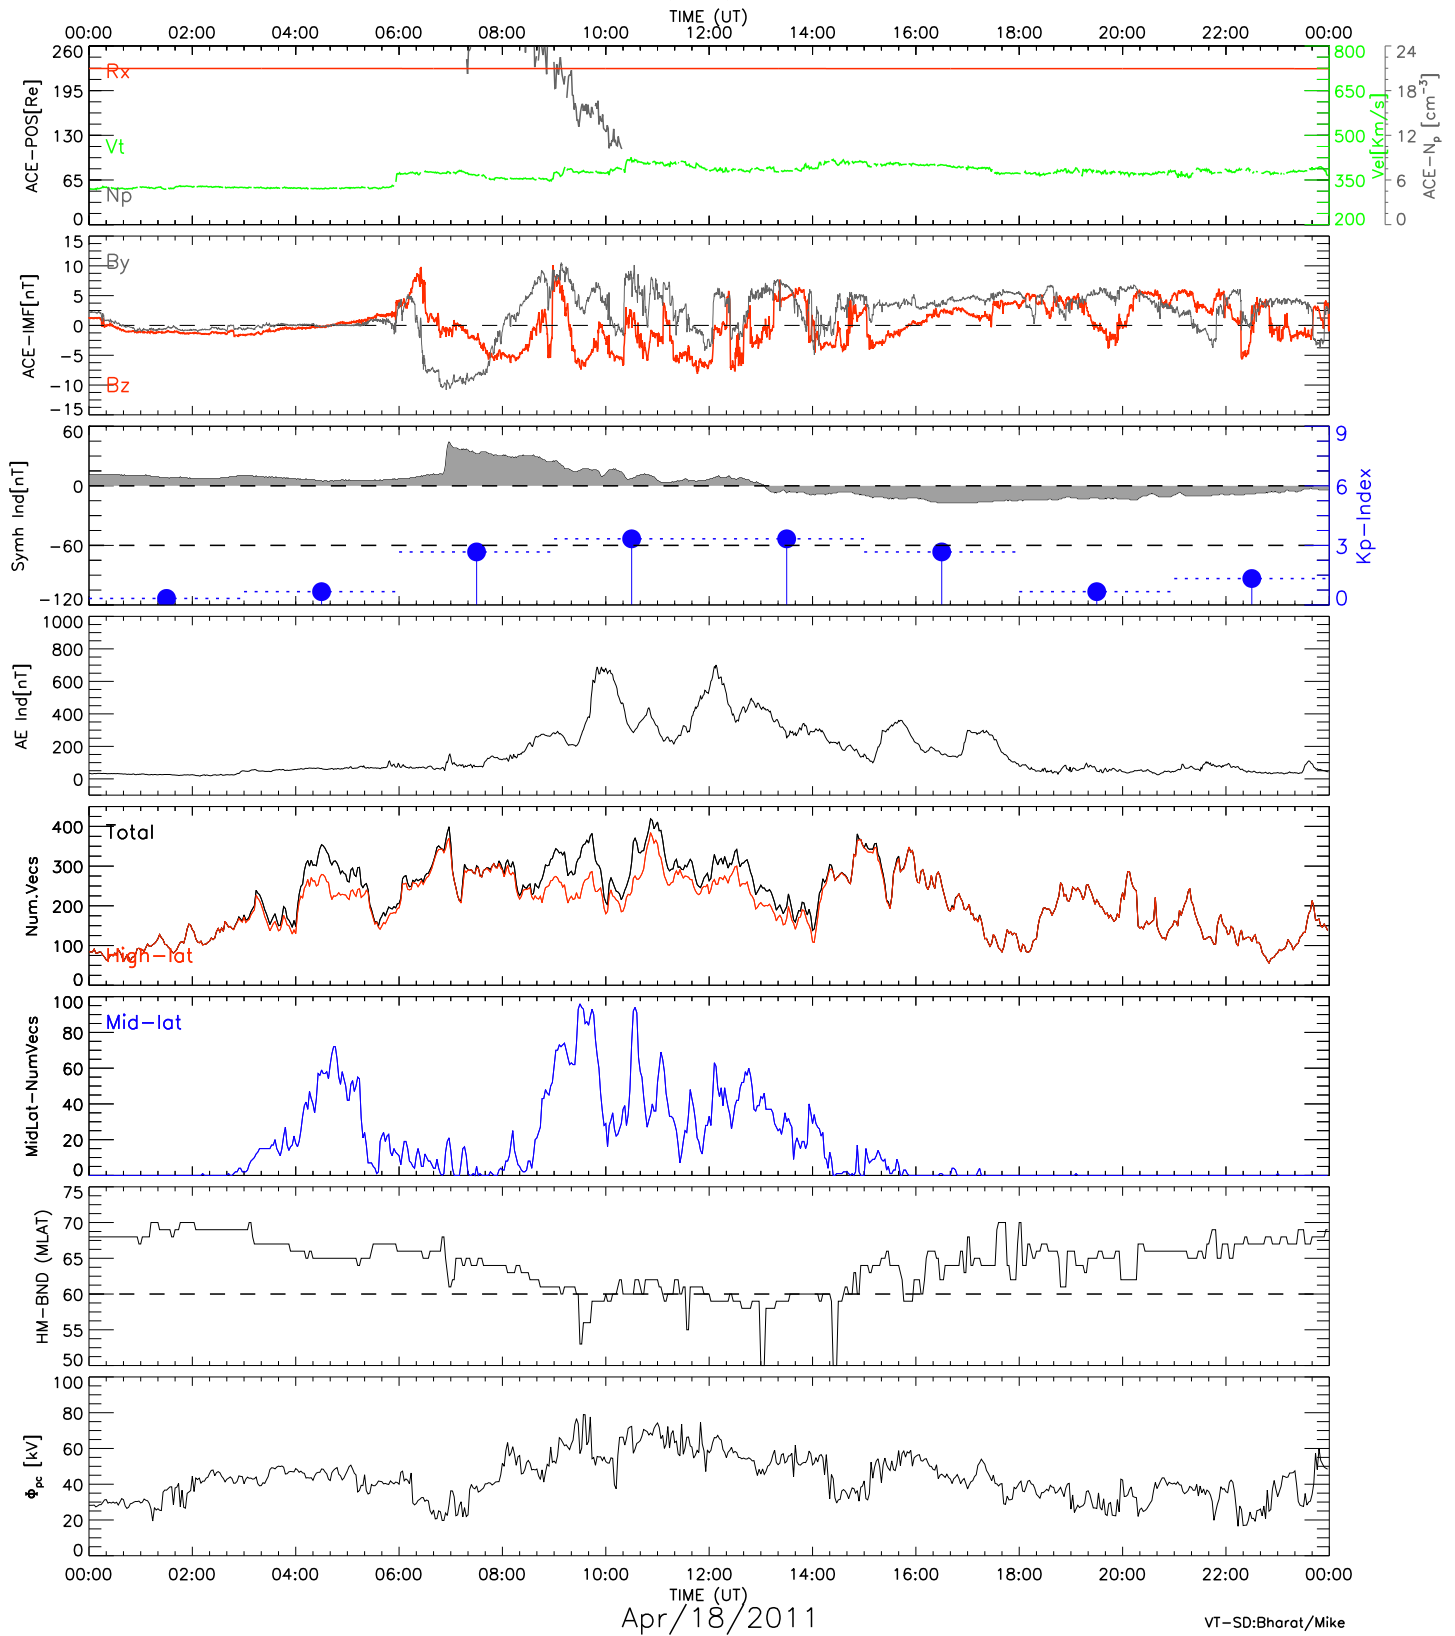 TIME (UT)
00:00 02:00 04:00 06:00 08:00 10:00 12:00 14:00 16:00 18:00 20:00 22:00 00:00
ACE-POS[Re]
260 195 130 65 0
Rx
Vt
Np
800 650 500 350 200
Vel[Km/s]
24 18 12 6 0
ACE-Np [cm-3]
ACE-IMF[nT]
15 10 5 0 -5 -10 -15
By
Bz
Symh Ind[nT]
60 0 -60 -120
9 6 3 0
Kp-Index
AE Ind[nT]
1000 800 600 400 200 0
Num.Vecs
400 300 200 100 0
Total
High-lat
MidLat-NumVecs
100 80 60 40 20 0
Mid-lat
HM-BND (MLAT)
75 70 65 60 55 50
Φpc [kV]
100 80 60 40 20 0
00:00 02:00 04:00 06:00 08:00 10:00 12:00 14:00 16:00 18:00 20:00 22:00 00:00
TIME (UT)
Apr/18/2011
VT-SD:Bharat/Mike